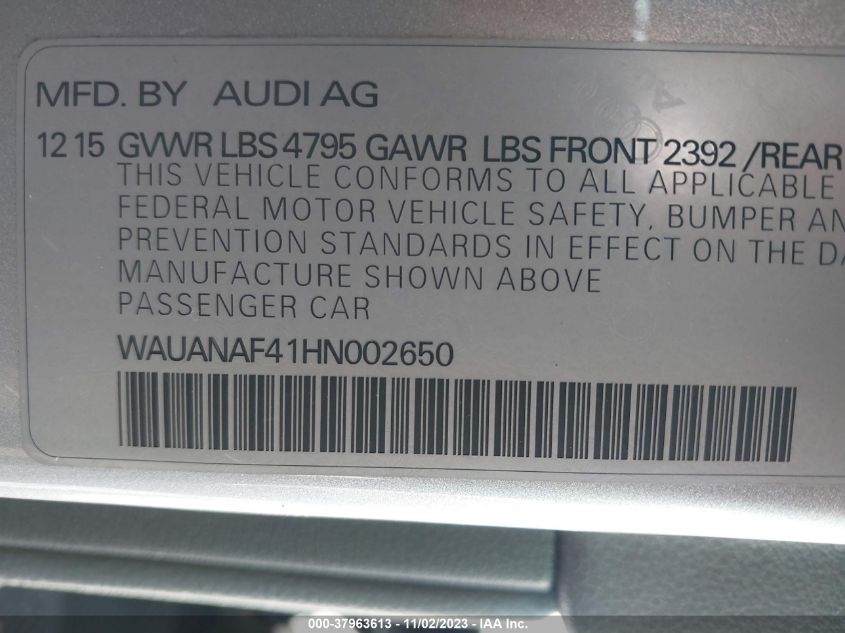 MFD. BY AUDI AG
12 15 GVWR LBS 4795 GAWR LBS FRONT 2392 /REAR
THIS VEHICLE CONFORMS TO ALL APPLICABLE
FEDERAL MOTOR VEHICLE SAFETY, BUMPER AN
PREVENTION STANDARDS IN EFFECT ON THE DA
MANUFACTURE SHOWN ABOVE
PASSENGER CAR
WAUANAF41HN002650
000-37963613 - 11/02/2023 - IAA Inc.